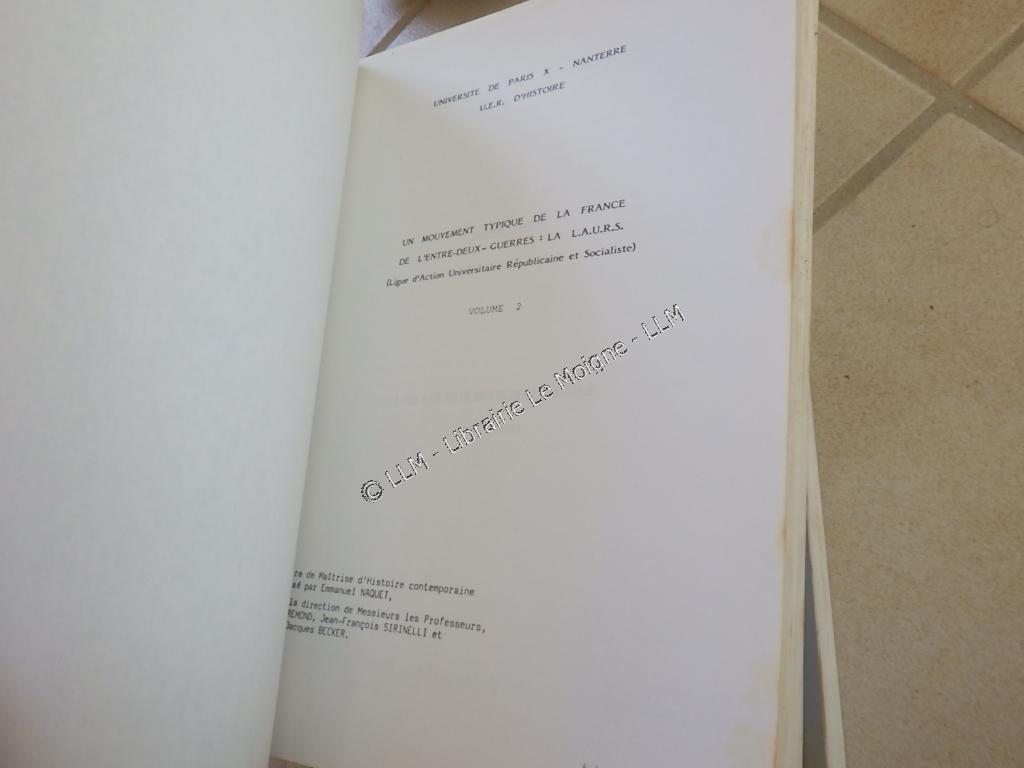 UNIVERSITE DE PARIS X - NANTERRE
U.E.R. D'HISTOIRE
UN MOUVEMENT TYPIQUE DE LA FRANCE
DE L'ENTRE-DEUX-GUERRES : LA L.A.U.R.S.
(Ligue d'Action Universitaire Républicaine et Socialiste)
VOLUME 2
© LLM - Librairie Le Moigne - LLM
de Maîtrise d'Histoire contemporaine
par Emmanuel NAQUET,
la direction de Messieurs les Professeurs,
REMOND, Jean-François SIRINELLI et
Jacques BECKER.